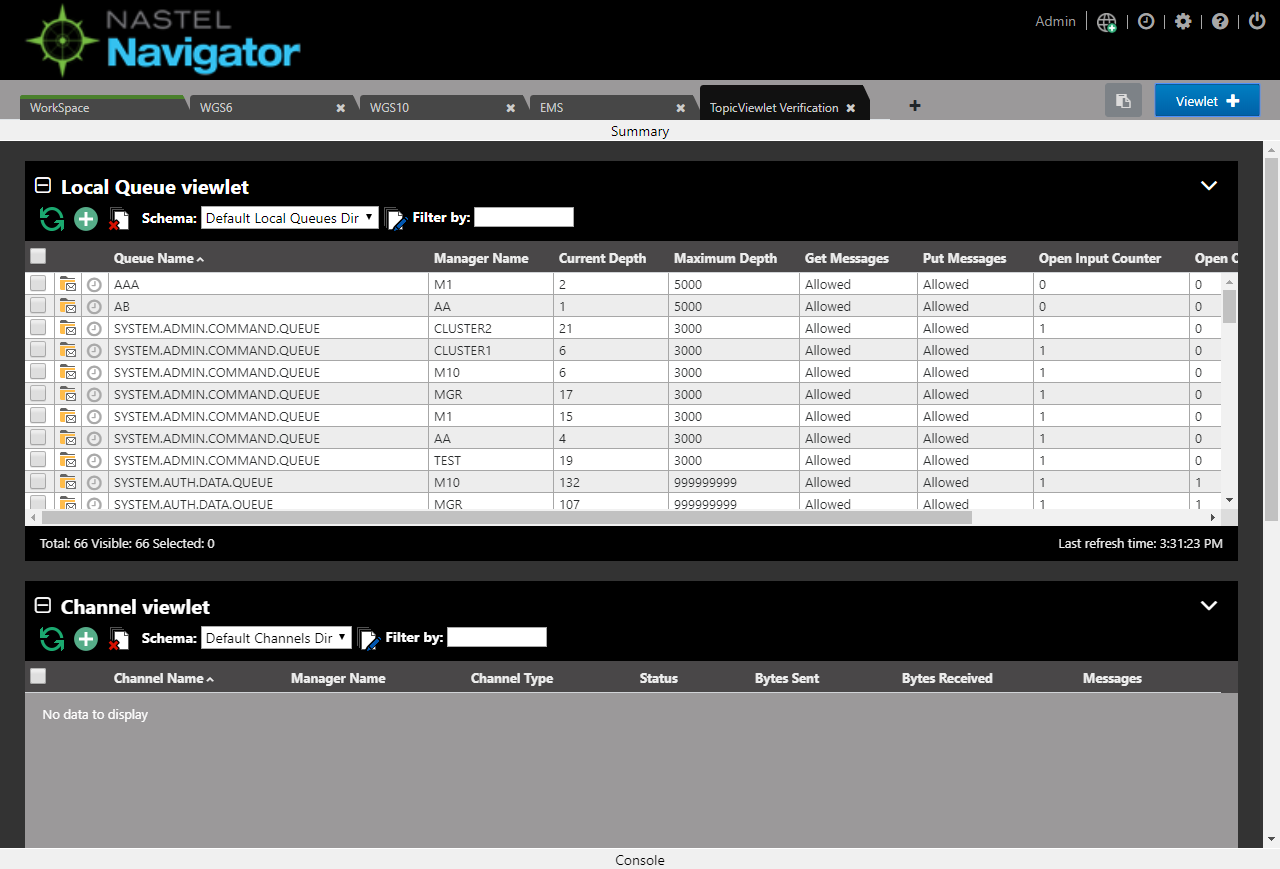 NASTEL
Navigator
Admin
WorkSpace WGS6 WGS10 EMS TopicViewlet Verification Viewlet
Summary
Local Queue viewlet
Schema: Default Local Queues Dir Filter by:
Queue Name Manager Name Current Depth Maximum Depth Get Messages Put Messages Open Input Counter Open
AAA M1 2 5000 Allowed Allowed 0 0
AB AA 1 5000 Allowed Allowed 0 0
SYSTEM.ADMIN.COMMAND.QUEUE CLUSTER2 21 3000 Allowed Allowed 1 0
SYSTEM.ADMIN.COMMAND.QUEUE CLUSTER1 6 3000 Allowed Allowed 1 0
SYSTEM.ADMIN.COMMAND.QUEUE M10 6 3000 Allowed Allowed 1 0
SYSTEM.ADMIN.COMMAND.QUEUE MGR 17 3000 Allowed Allowed 1 0
SYSTEM.ADMIN.COMMAND.QUEUE M1 15 3000 Allowed Allowed 1 0
SYSTEM.ADMIN.COMMAND.QUEUE AA 4 3000 Allowed Allowed 1 0
SYSTEM.ADMIN.COMMAND.QUEUE TEST 19 3000 Allowed Allowed 1 0
SYSTEM.AUTH.DATA.QUEUE M10 132 999999999 Allowed Allowed 1 1
SYSTEM.AUTH.DATA.QUEUE MGR 107 999999999 Allowed Allowed 1 1
Total: 66 Visible: 66 Selected: 0 Last refresh time: 3:31:23 PM
Channel viewlet
Schema: Default Channels Dir Filter by:
Channel Name Manager Name Channel Type Status Bytes Sent Bytes Received Messages
No data to display
Console